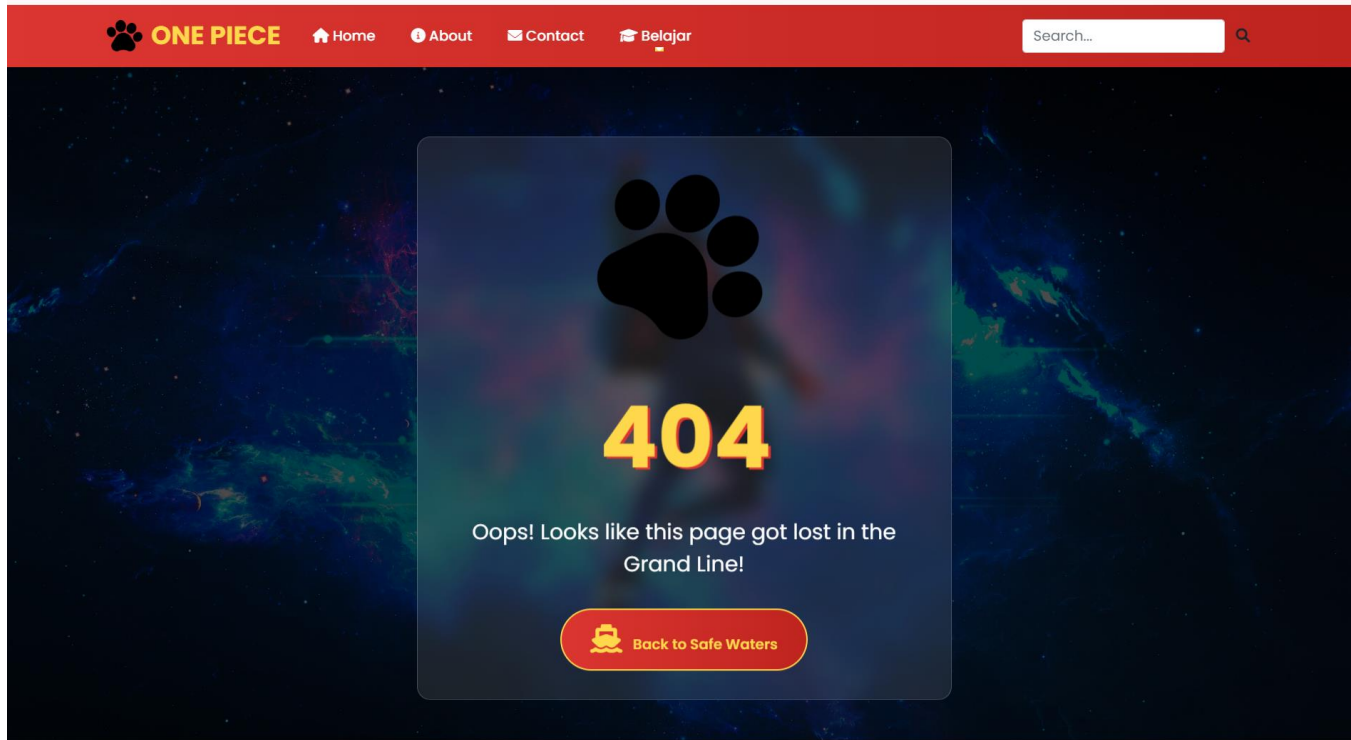 ONE PIECE Home About Contact Belajar Search...
404
Oops! Looks like this page got lost in the
Grand Line!
Back to Safe Waters